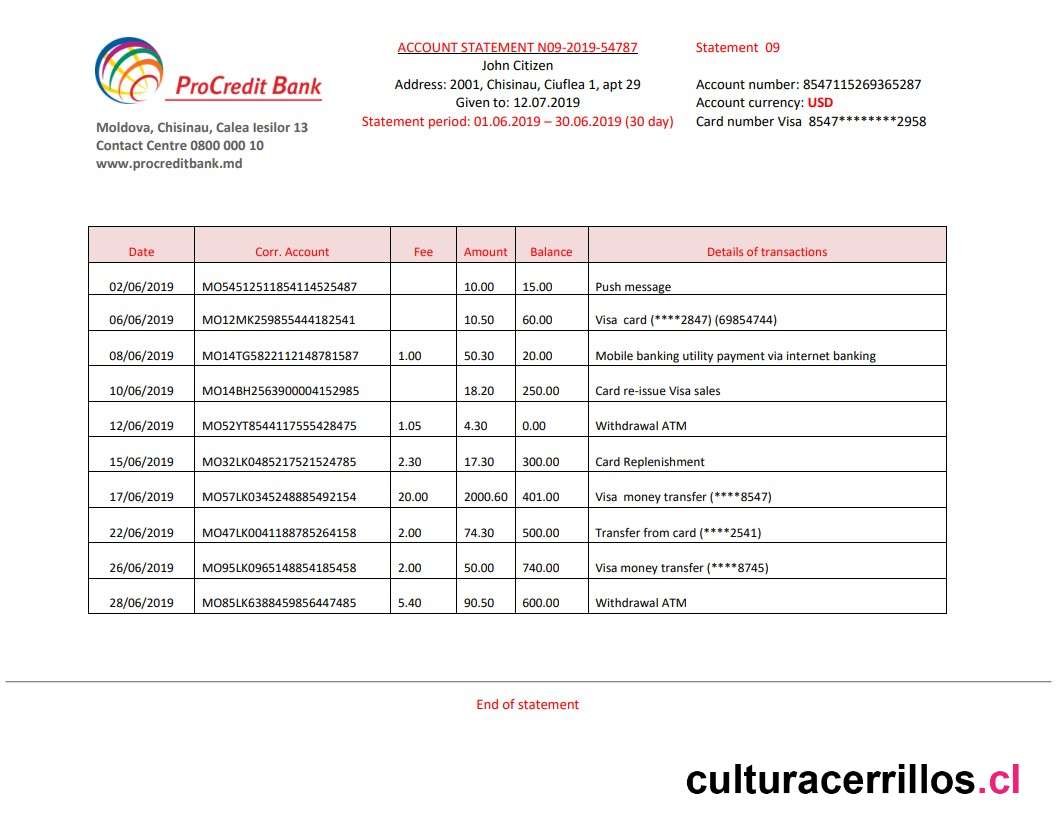 ProCredit Bank
Moldova, Chisinau, Calea Iesilor 13
Contact Centre 0800 000 10
www.procreditbank.md
ACCOUNT STATEMENT N09-2019-54787
John Citizen
Address: 2001, Chisinau, Ciuflea 1, apt 29
Given to: 12.07.2019
Statement period: 01.06.2019 – 30.06.2019 (30 day)
Statement 09
Account number: 8547115269365287
Account currency: USD
Card number Visa 8547********2958
Date Corr. Account Fee Amount Balance Details of transactions
02/06/2019 MO54512511854114525487 10.00 15.00 Push message
06/06/2019 MO12MK259855444182541 10.50 60.00 Visa card (****2847) (69854744)
08/06/2019 MO14TG5822112148781587 1.00 50.30 20.00 Mobile banking utility payment via internet banking
10/06/2019 MO14BH2563900004152985 18.20 250.00 Card re-issue Visa sales
12/06/2019 MO52YT8544117555428475 1.05 4.30 0.00 Withdrawal ATM
15/06/2019 MO32LK0485217521524785 2.30 17.30 300.00 Card Replenishment
17/06/2019 MO57LK0345248885492154 20.00 2000.60 401.00 Visa money transfer (****8547)
22/06/2019 MO47LK0041188785264158 2.00 74.30 500.00 Transfer from card (****2541)
26/06/2019 MO95LK0965148854185458 2.00 50.00 740.00 Visa money transfer (****8745)
28/06/2019 MO85LK6388459856447485 5.40 90.50 600.00 Withdrawal ATM
End of statement
culturacerrillos.cl